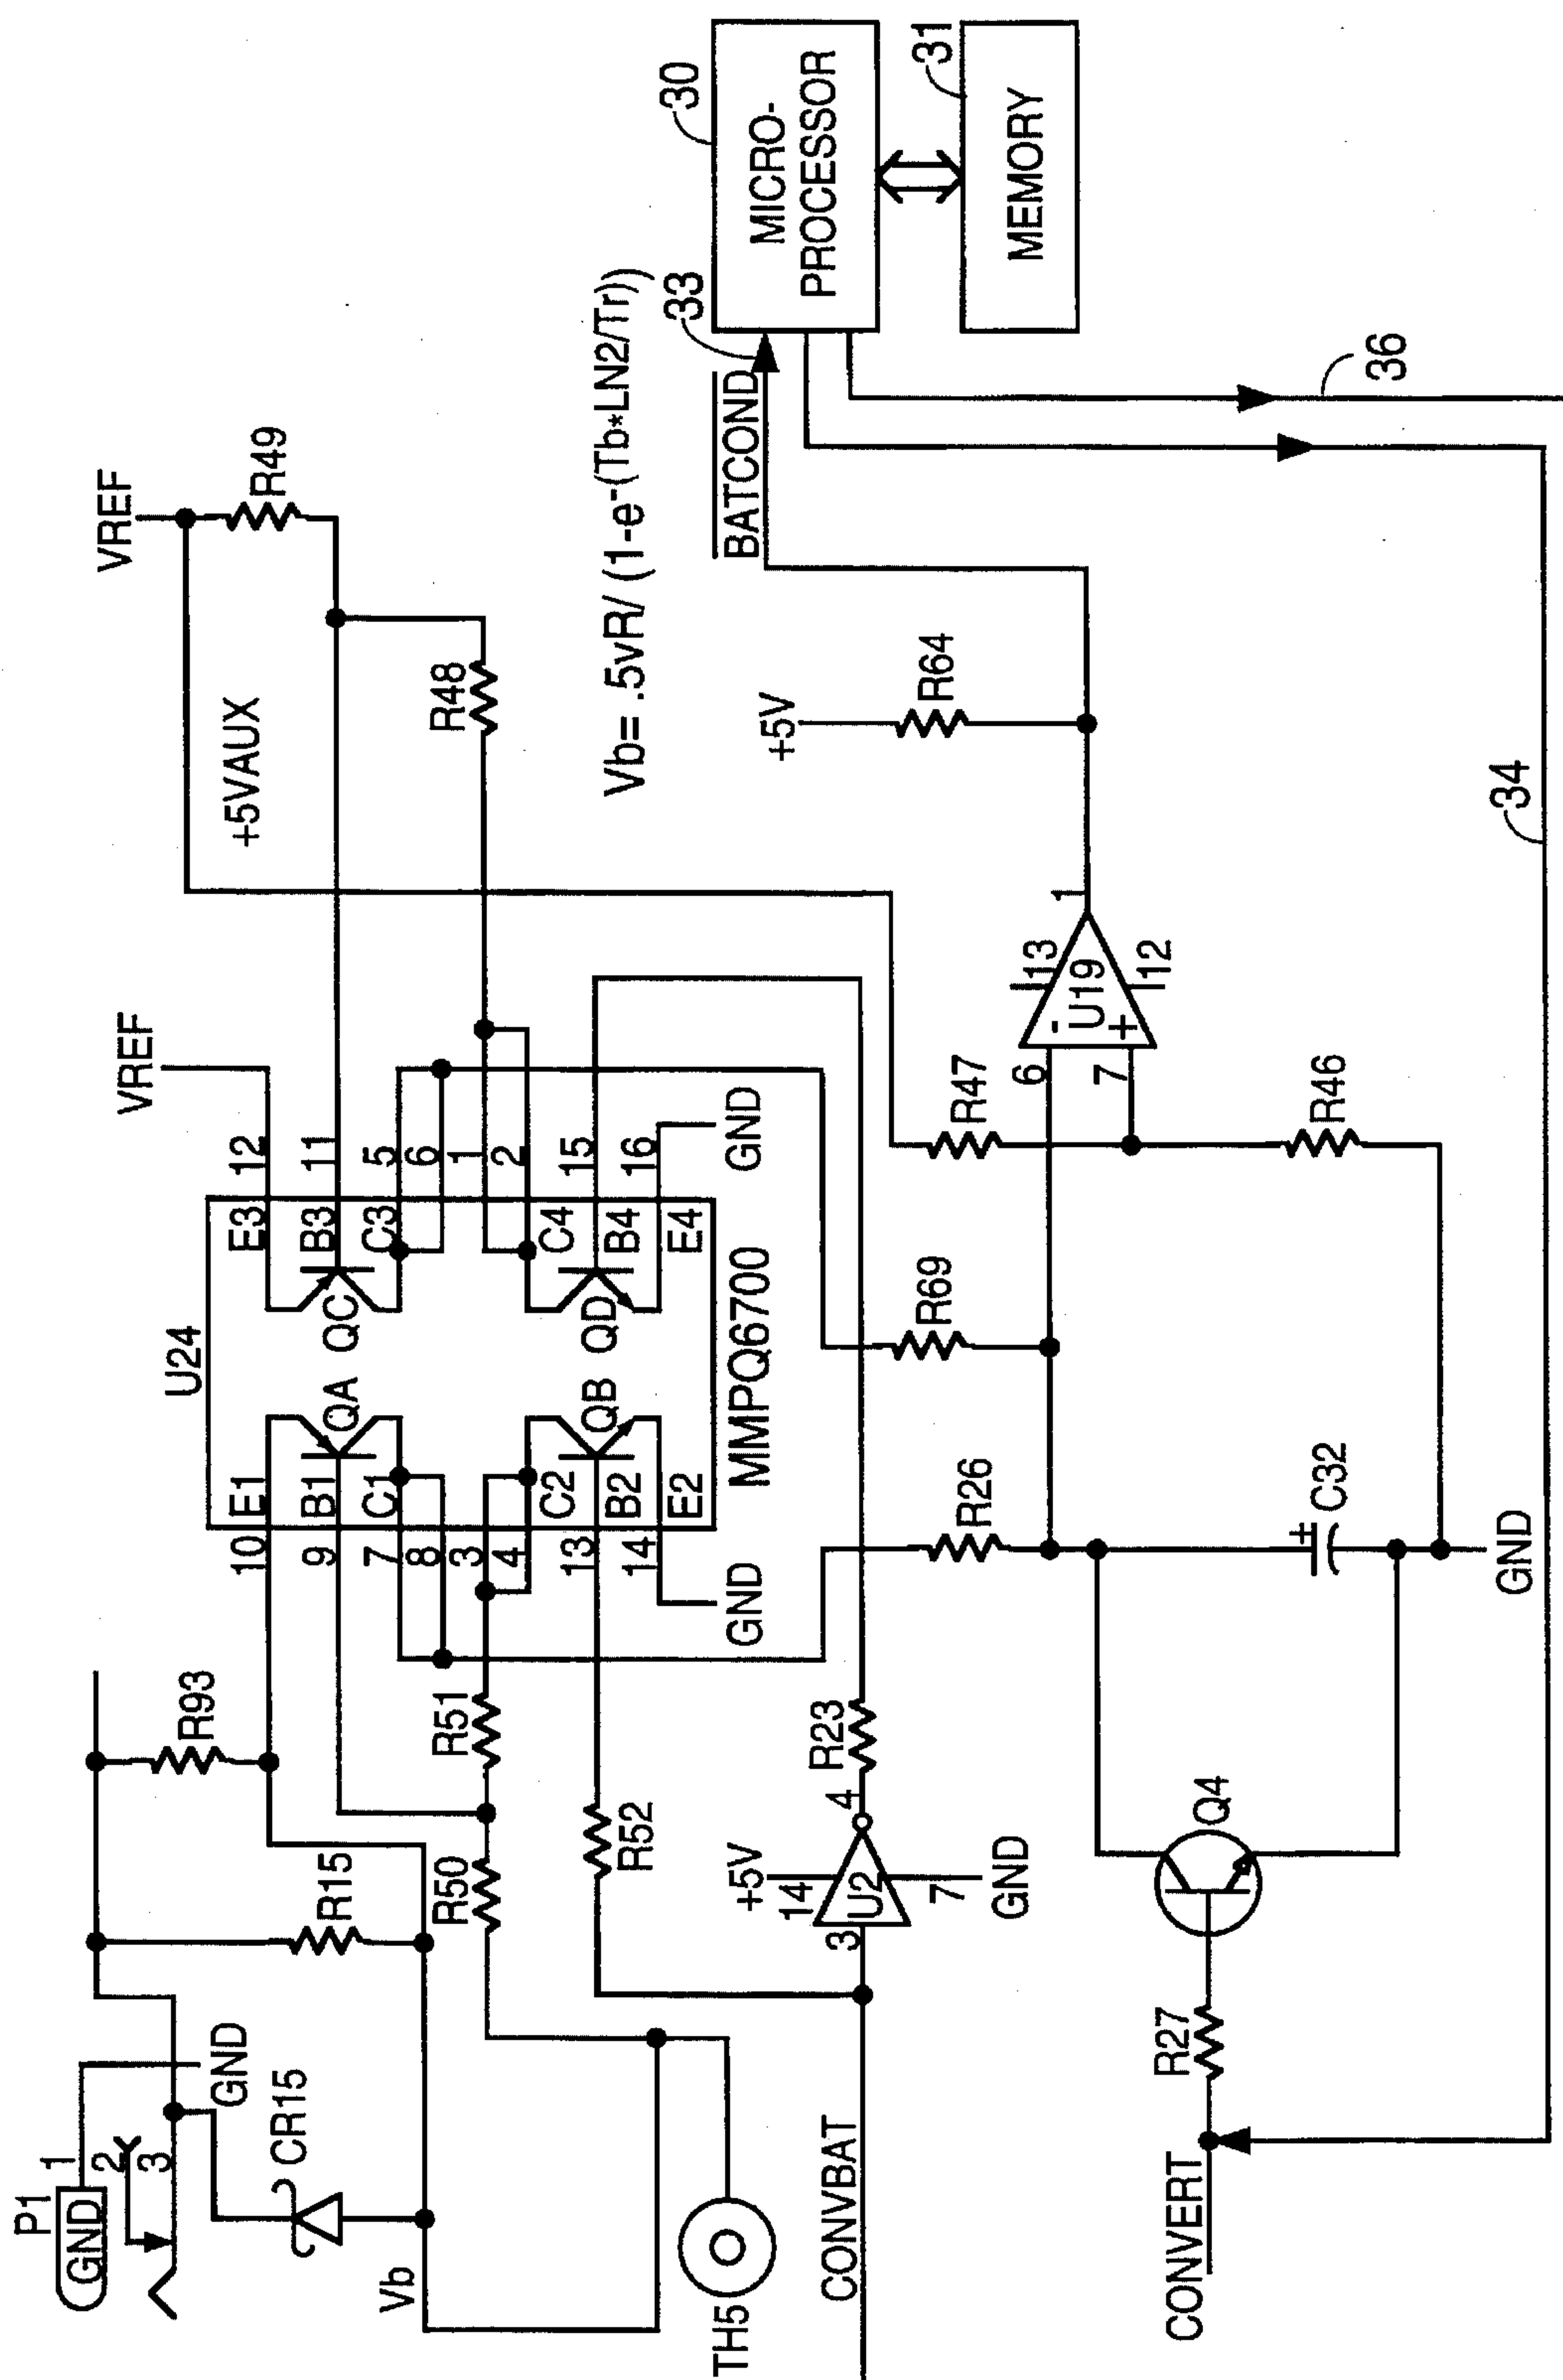 P1
GND
1
2
3
GND
CR15
Vb
R15
R93
TH5
R50
R51
R52
10
9
7
8
3
4
13
14
GND
U24
E1
B1
C1
C2
B2
E2
QA
QB
QC
QD
E3
B3
C3
C4
B4
E4
MMPQ6700
12
11
5
6
1
2
15
16
GND
VREF
VREF
R49
+5VAUX
R48
Vb= .5vR/ (1-e-(Tb*LN2/Tr))
CONVBAT
3
U2
+5V
14
7
GND
4
R23
R26
R69
R47
R46
6
7
-
+
U19
13
12
1
+5V
R64
BATCOND
33
30
MICRO-
PROCESSOR
31
MEMORY
36
34
CONVERT
R27
Q4
+
C32
GND